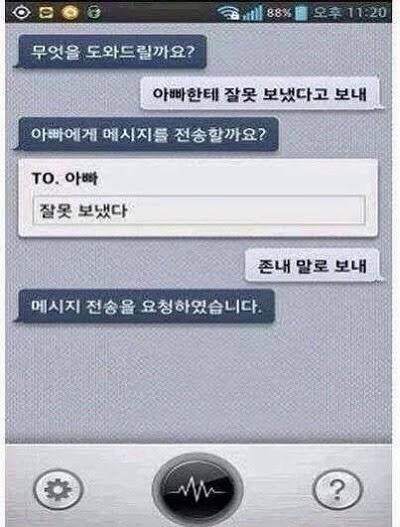 88% 오후 11:20
무엇을 도와드릴까요?
아빠한테 잘못 보냈다고 보내
아빠에게 메시지를 전송할까요?
TO. 아빠
잘못 보냈다
존내 말로 보내
메시지 전송을 요청하였습니다.
?